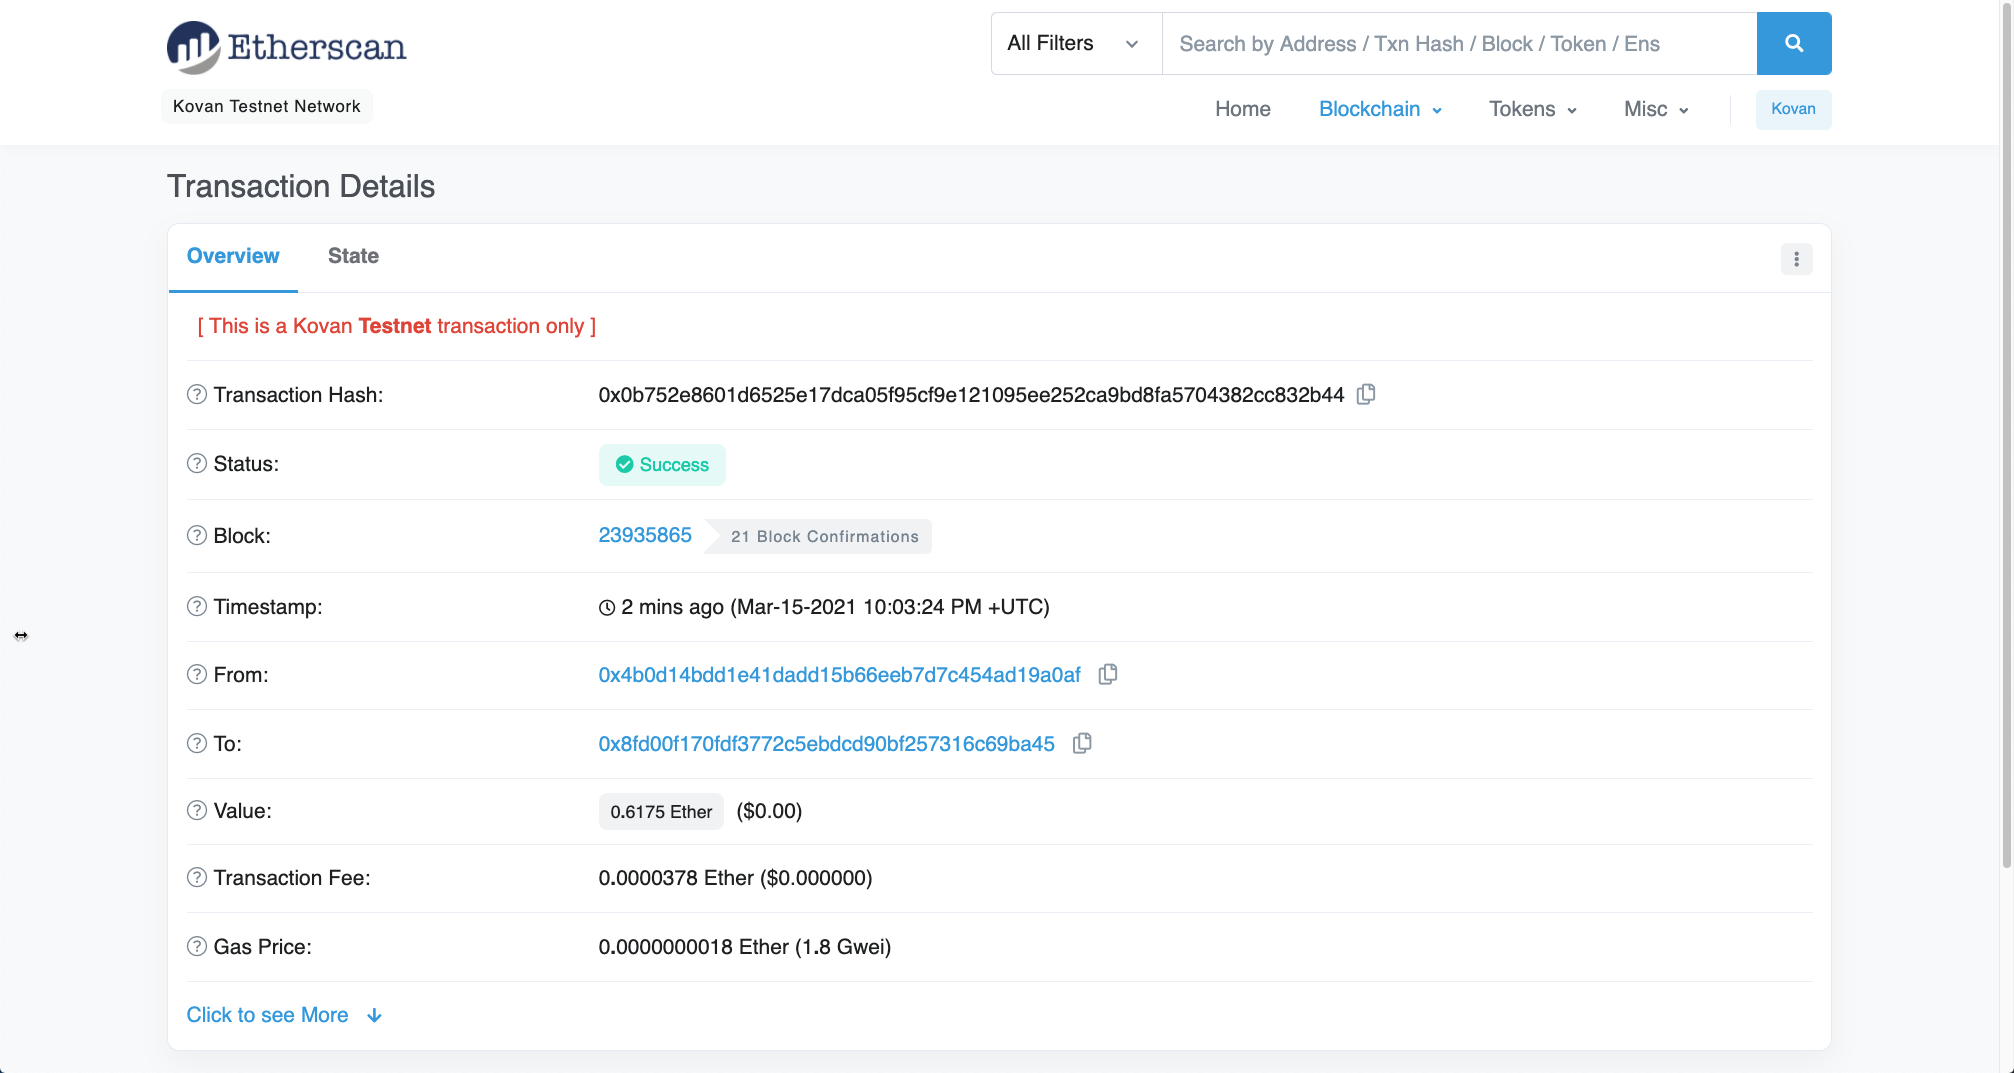 Etherscan
All Filters
Search by Address / Txn Hash / Block / Token / Ens
Kovan Testnet Network
Home Blockchain Tokens Misc Kovan
Transaction Details
Overview State
[ This is a Kovan Testnet transaction only ]
Transaction Hash: 0x0b752e8601d6525e17dca05f95cf9e121095ee252ca9bd8fa5704382cc832b44
Status: Success
Block: 23935865 21 Block Confirmations
Timestamp: 2 mins ago (Mar-15-2021 10:03:24 PM +UTC)
From: 0x4b0d14bdd1e41dadd15b66eeb7d7c454ad19a0af
To: 0x8fd00f170fdf3772c5ebdcd90bf257316c69ba45
Value: 0.6175 Ether ($0.00)
Transaction Fee: 0.0000378 Ether ($0.000000)
Gas Price: 0.0000000018 Ether (1.8 Gwei)
Click to see More